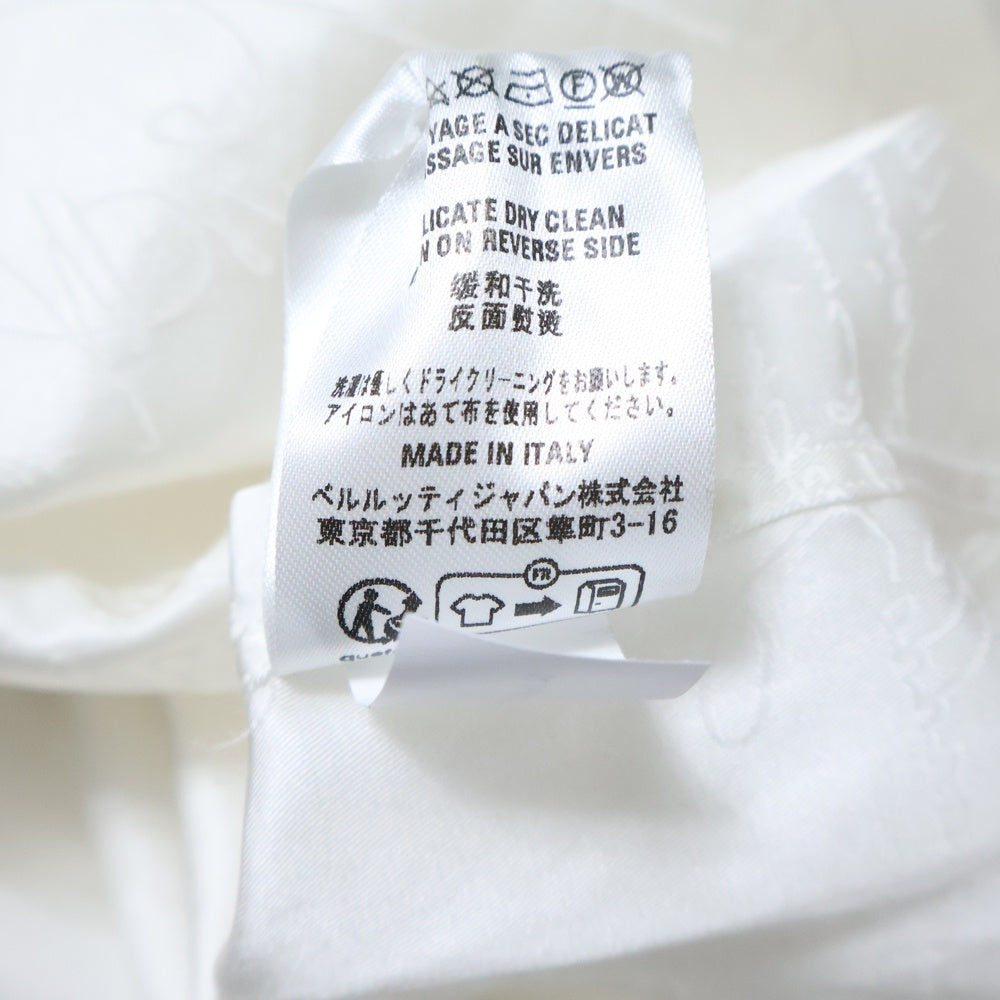 F W
YAGE A SEC DELICAT
SSAGE SUR ENVERS
LICATE DRY CLEAN
N ON REVERSE SIDE
缓和干洗
反面熨烫
洗濯は優しくドライクリーニングをお願いします。
アイロンはあて布を使用してください。
MADE IN ITALY
ベルルッティジャパン株式会社
東京都千代田区隼町3-16
FR